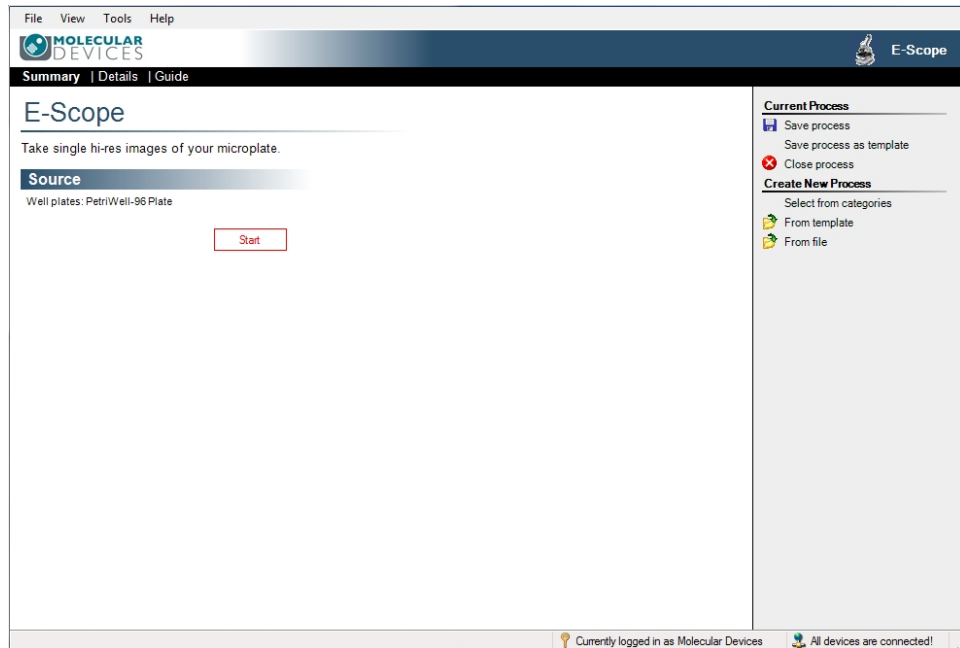 File View Tools Help
MOLECULAR
DEVICES
E-Scope
Summary | Details | Guide
E-Scope
Take single hi-res images of your microplate.
Source
Well plates: PetriWell-96 Plate
Start
Current Process
Save process
Save process as template
Close process
Create New Process
Select from categories
From template
From file
Currently logged in as Molecular Devices
All devices are connected!